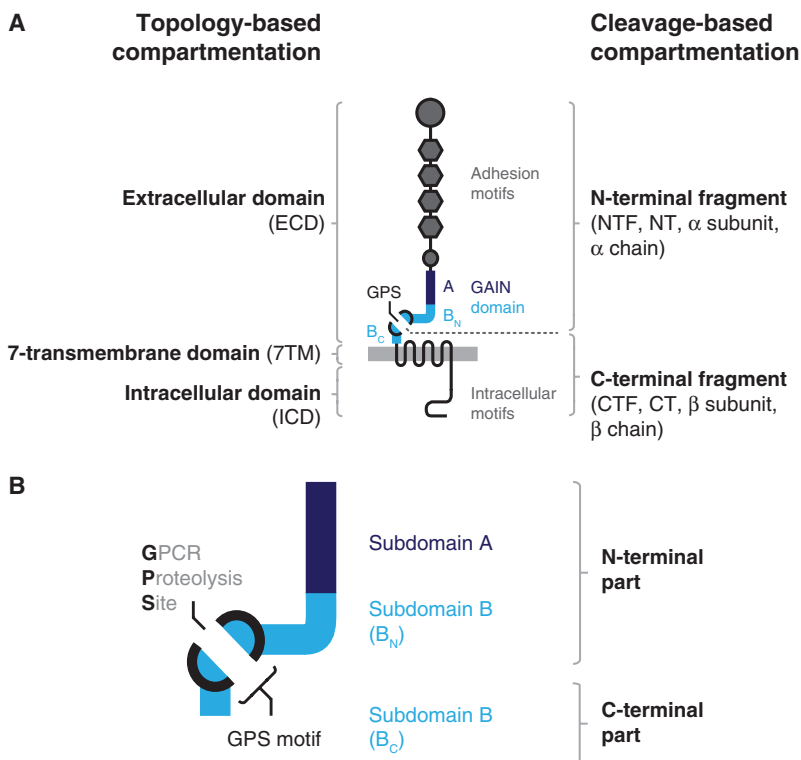 A
Topology-based
compartmentation
Cleavage-based
compartmentation
Extracellular domain
(ECD)
7-transmembrane domain (7TM)
Intracellular domain
(ICD)
Adhesion
motifs
A
GAIN
domain
GPS
B_N
B_C
Intracellular
motifs
N-terminal fragment
(NTF, NT, α subunit,
α chain)
C-terminal fragment
(CTF, CT, β subunit,
β chain)
B
GPCR
Proteolysis
Site
GPS motif
Subdomain A
Subdomain B
(B_N)
Subdomain B
(B_C)
N-terminal
part
C-terminal
part